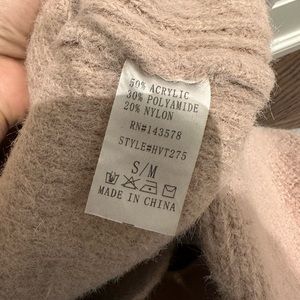 50% ACRYLIC
30% POLYAMIDE
20% NYLON
RN#143578
STYLE#HVT275
S/M
MADE IN CHINA